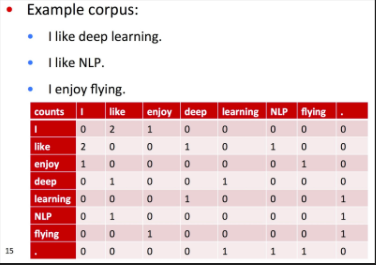 Example corpus:
I like deep learning.
I like NLP.
I enjoy flying.
counts I like enjoy deep learning NLP flying .
I 0 2 1 0 0 0 0 0
like 2 0 0 1 0 1 0 0
enjoy 1 0 0 0 0 0 1 0
deep 0 1 0 0 1 0 0 0
learning 0 0 0 1 0 0 0 1
NLP 0 1 0 0 0 0 0 1
flying 0 0 1 0 0 0 0 1
15 . 0 0 0 0 1 1 1 0